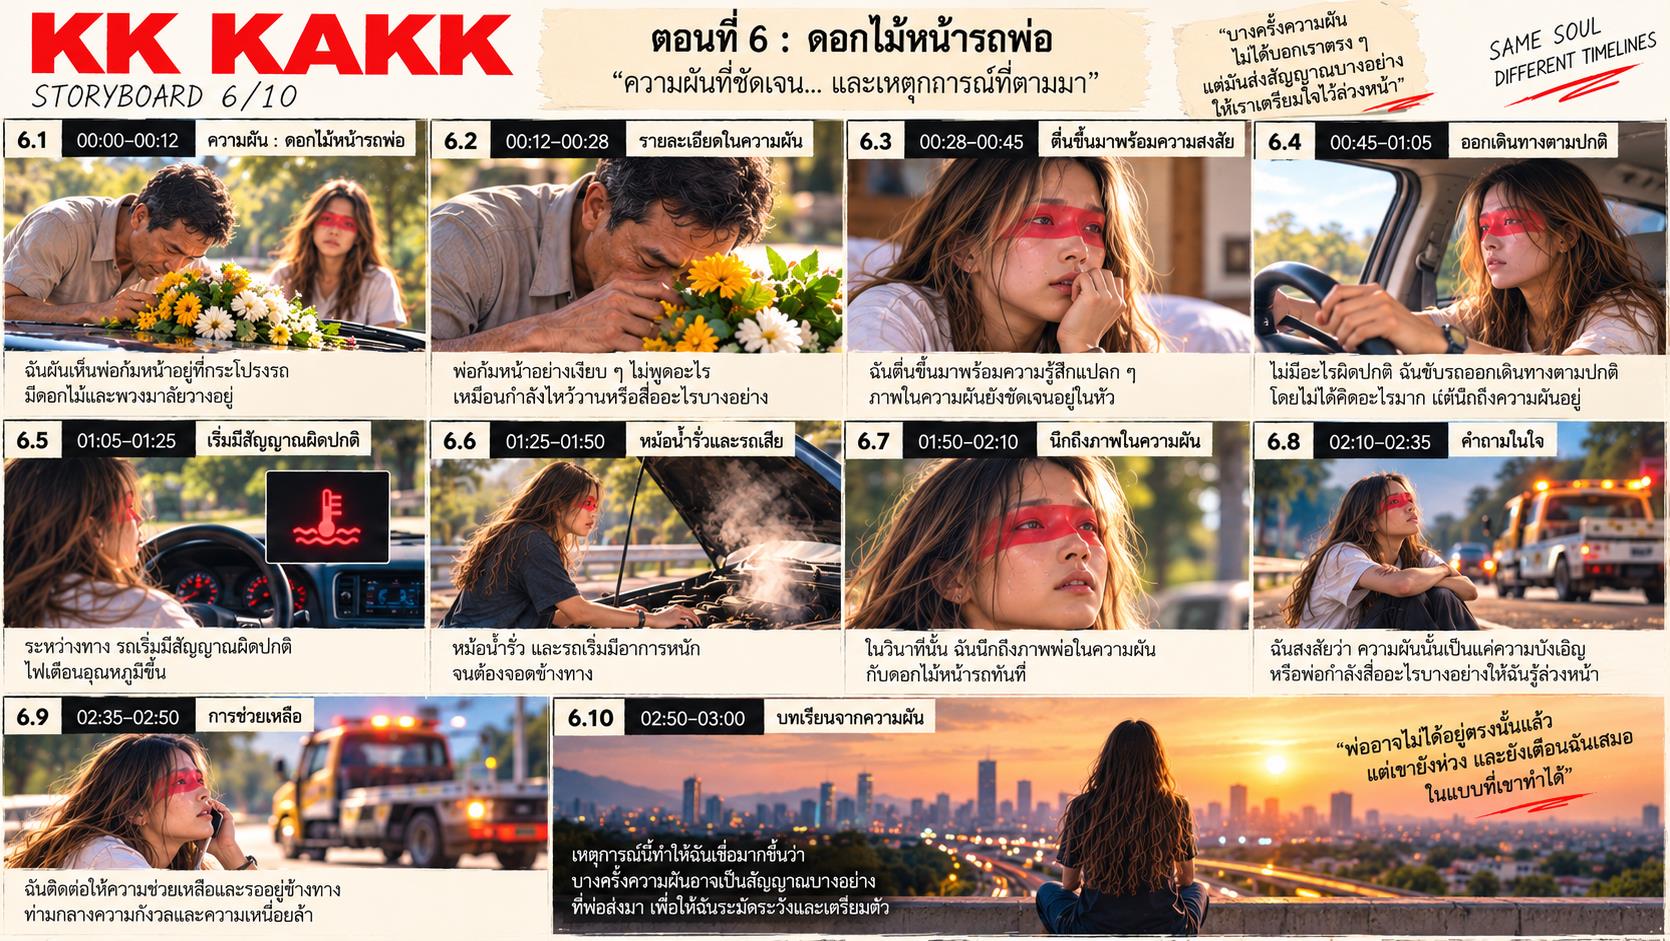 KK KAKK
STORYBOARD 6/10
ตอนที่ 6 : ดอกไม้หน้ารถพ่อ
“ความฝันที่ชัดเจน... และเหตุกการณ์ที่ตามมา”
“บางครั้งความฝัน
ไม่ได้บอกเราตรง ๆ
แต่มันส่งสัญญาณบางอย่าง
ให้เราเตรียมใจไว้ล่วงหน้า”
SAME SOUL
DIFFERENT TIMELINES
6.1 00:00–00:12 ความฝัน : ดอกไม้หน้ารถพ่อ
ฉันฝันเห็นพ่อก้มหน้าอยู่ที่กระโปรงรถ
มีดอกไม้และพวงมาลัยวางอยู่
6.2 00:12–00:28 รายละเอียดในความฝัน
พ่อก้มหน้าอย่างเงียบ ๆ ไม่พูดอะไร
เหมือนกำลังไหว้วานหรือสื่ออะไรบางอย่าง
6.3 00:28–00:45 ตื่นขึ้นมาพร้อมความสงสัย
ฉันตื่นขึ้นมาพร้อมความรู้สึกแปลก ๆ
ภาพในความฝันยังชัดเจนอยู่ในหัว
6.4 00:45–01:05 ออกเดินทางตามปกติ
ไม่มีอะไรผิดปกติ ฉันขับรถออกเดินทางตามปกติ
โดยไม่ได้คิดอะไรมาก แต่นึกถึงความฝันอยู่
6.5 01:05–01:25 เริ่มมีสัญญาณผิดปกติ
ระหว่างทาง รถเริ่มมีสัญญาณผิดปกติ
ไฟเตือนอุณหภูมิขึ้น
6.6 01:25–01:50 หม้อน้ำรั่วและรถเสีย
หม้อน้ำรั่ว และรถเริ่มมีอาการหนัก
จนต้องจอดข้างทาง
6.7 01:50–02:10 นึกถึงภาพในความฝัน
ในวินาทีนั้น ฉันนึกถึงภาพพ่อในความฝัน
กับดอกไม้หน้ารถทันที
6.8 02:10–02:35 คำถามในใจ
ฉันสงสัยว่า ความฝันนั้นเป็นแค่ความบังเอิญ
หรือพ่อกำลังสื่ออะไรบางอย่างให้ฉันรู้ล่วงหน้า
6.9 02:35–02:50 การช่วยเหลือ
ฉันติดต่อให้ความช่วยเหลือและรออยู่ข้างทาง
ท่ามกลางความกังวลและความเหนื่อยล้า
6.10 02:50–03:00 บทเรียนจากความฝัน
“พ่ออาจไม่ได้อยู่ตรงนั้นแล้ว
แต่เขายังห่วง และยังเตือนฉันเสมอ
ในแบบที่เขาทำได้”
เหตุการณ์นี้ทำให้ฉันเชื่อมากขึ้นว่า
บางครั้งความฝันอาจเป็นสัญญาณบางอย่าง
ที่พ่อส่งมา เพื่อให้ฉันระมัดระวังและเตรียมตัว